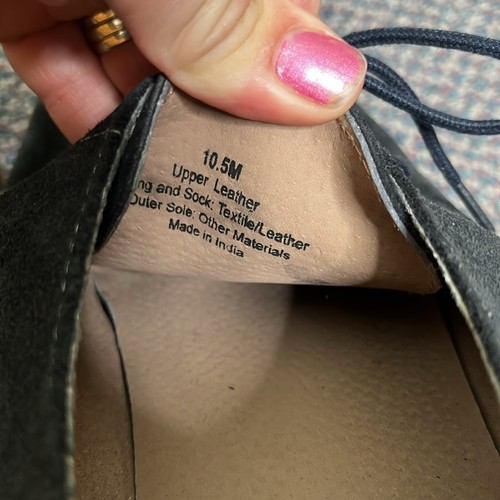 10.5M
Upper Leather
ng and Sock: Textile/Leather
Outer Sole: Other Materials
Made in India